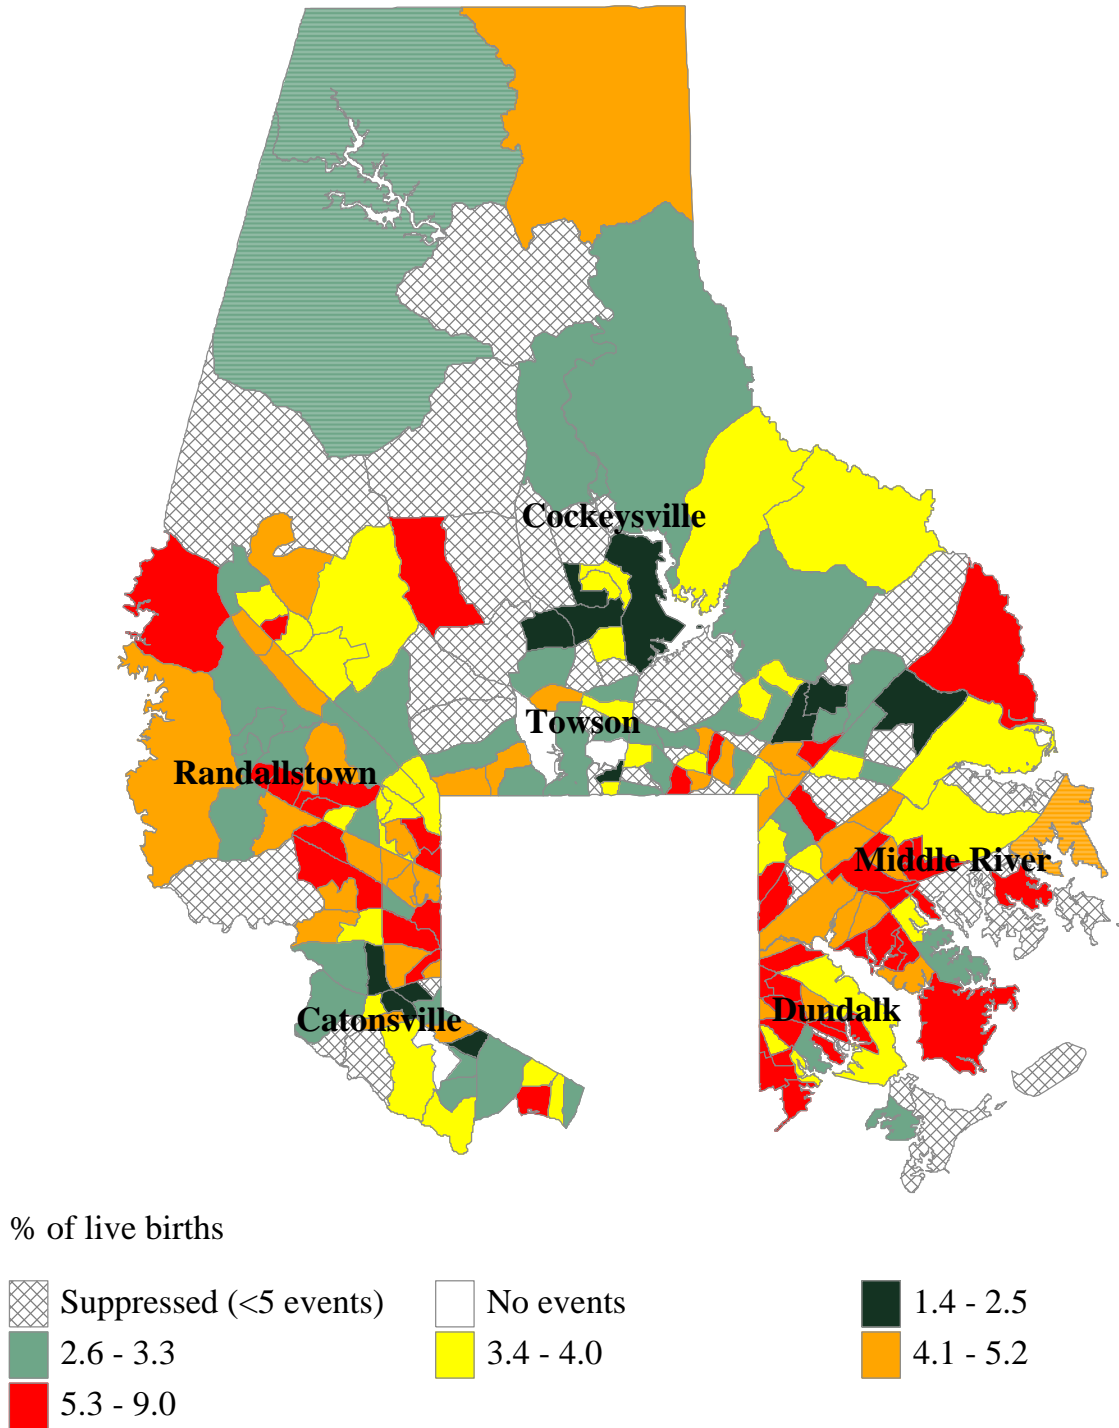 Cockeysville
Towson
Randallstown
Middle River
Dundalk
Catonsville
% of live births
Suppressed (<5 events)
No events
1.4 - 2.5
2.6 - 3.3
3.4 - 4.0
4.1 - 5.2
5.3 - 9.0